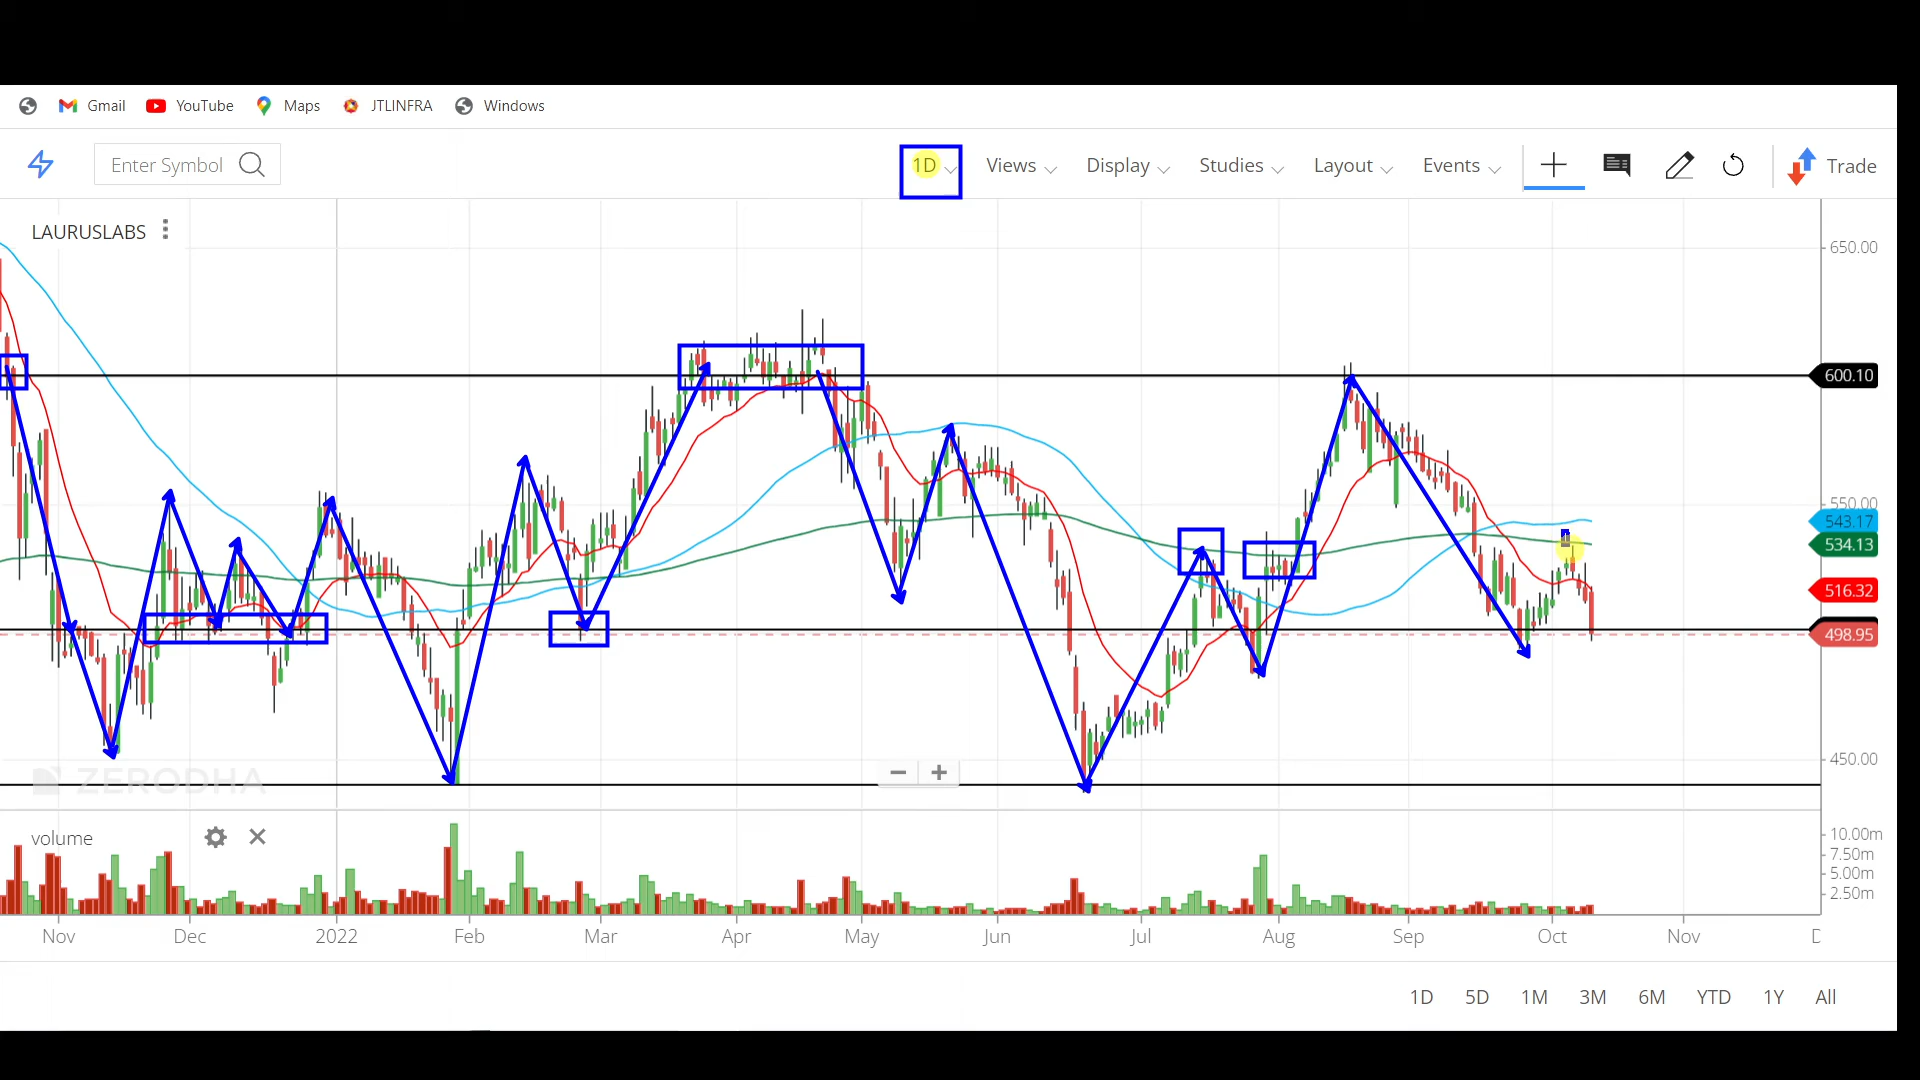 Gmail YouTube Maps JTLINFRA Windows
Enter Symbol 1D Views Display Studies Layout Events Trade
LAURUSLABS
650.00
600.10
550.00
543.17
534.13
516.32
498.95
450.00
ZERODHA
volume
10.00m
7.50m
5.00m
2.50m
Nov Dec 2022 Feb Mar Apr May Jun Jul Aug Sep Oct Nov D
1D 5D 1M 3M 6M YTD 1Y All